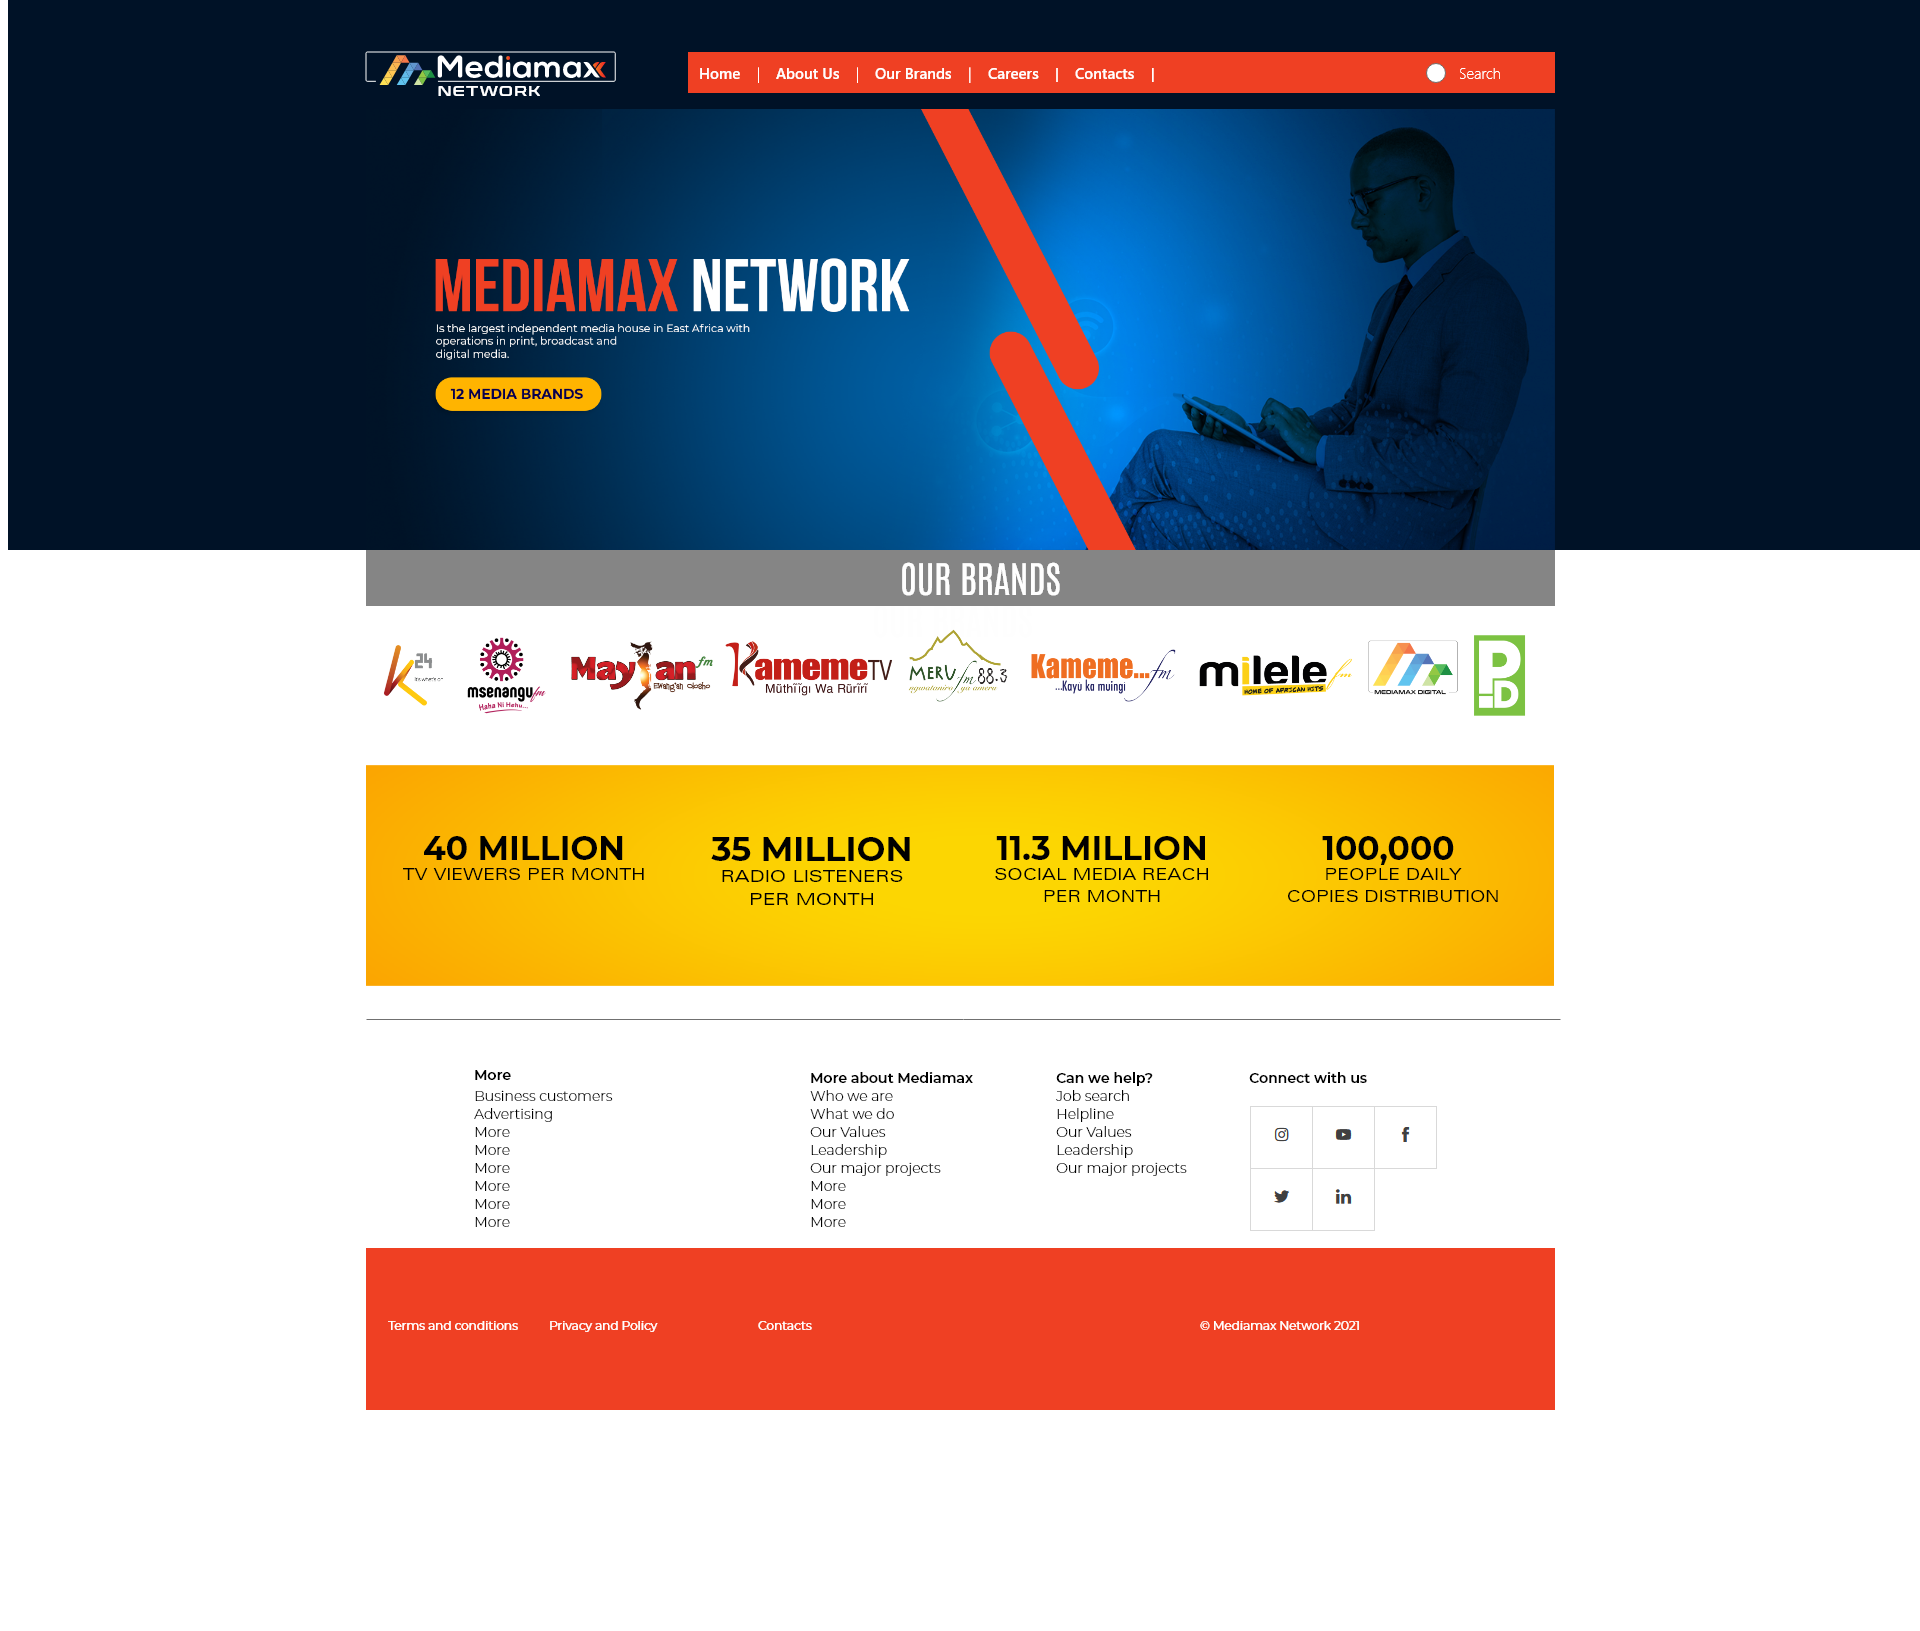 Mediamax
NETWORK
Home | About Us | Our Brands | Careers | Contacts |
Search
MEDIAMAX NETWORK
Is the largest independent media house in East Africa with
operations in print, broadcast and
digital media.
12 MEDIA BRANDS
OUR BRANDS
K24
msenangu fm
Haha Ni Hehu...
Mayian fm
Kameme TV
Mũthĩĩgi Wa Rũrĩrĩ
MERU fm 88.3
Kameme... fm
...Kayu ka muingi
milele fm
HOME OF AFRICAN HITS
MEDIAMAX DIGITAL
PD
40 MILLION
TV VIEWERS PER MONTH
35 MILLION
RADIO LISTENERS
PER MONTH
11.3 MILLION
SOCIAL MEDIA REACH
PER MONTH
100,000
PEOPLE DAILY
COPIES DISTRIBUTION
More
Business customers
Advertising
More
More
More
More
More
More
More about Mediamax
Who we are
What we do
Our Values
Leadership
Our major projects
More
More
More
Can we help?
Job search
Helpline
Our Values
Leadership
Our major projects
Connect with us
Terms and conditions
Privacy and Policy
Contacts
© Mediamax Network 2021